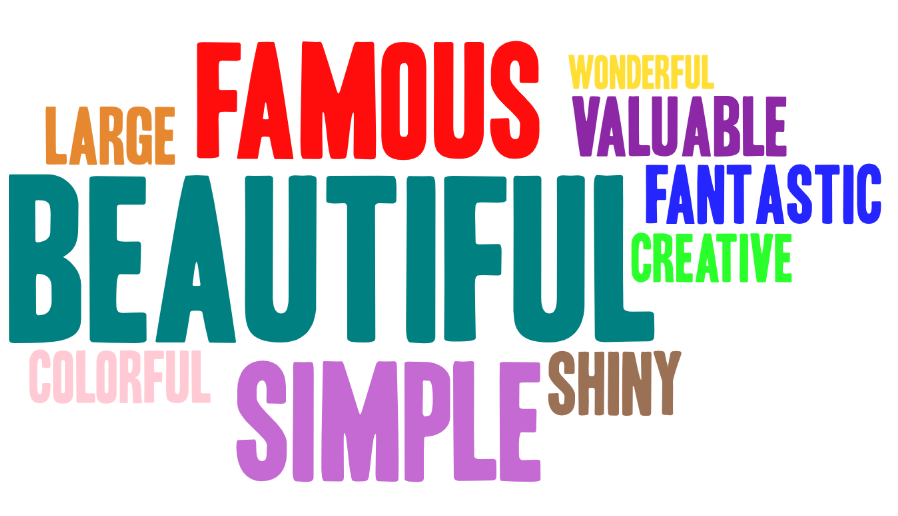 FAMOUS
WONDERFUL
LARGE
VALUABLE
BEAUTIFUL
FANTASTIC
CREATIVE
COLORFUL
SIMPLE
SHINY